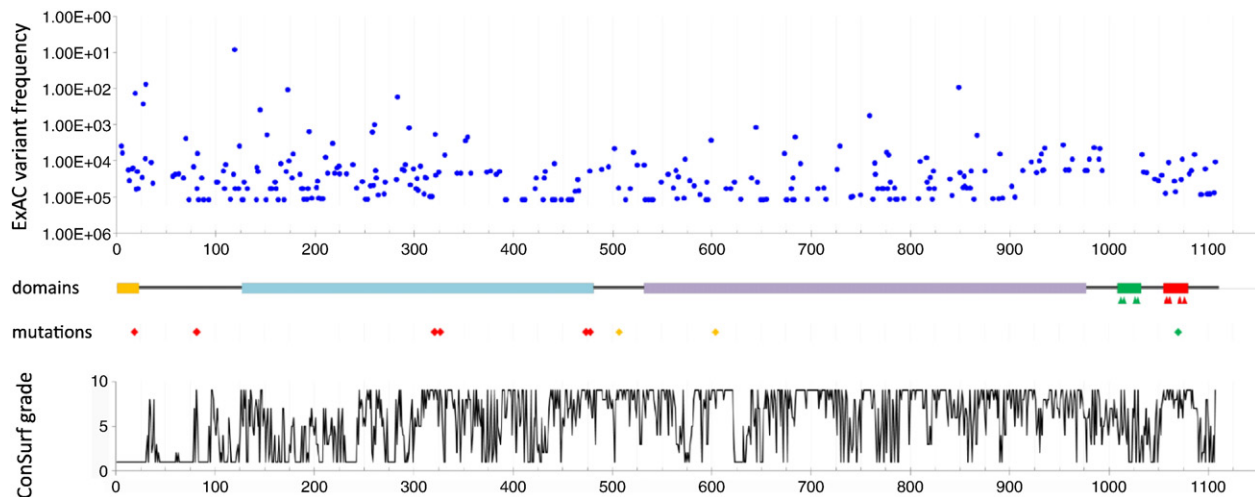 1.00E+00
1.00E+01
1.00E+02
1.00E+03
1.00E+04
1.00E+05
1.00E+06
ExAC variant frequency
0 100 200 300 400 500 600 700 800 900 1000 1100
domains
mutations
10
5
0
ConSurf grade
0 100 200 300 400 500 600 700 800 900 1000 1100